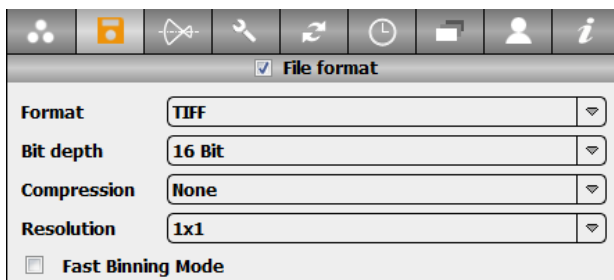 File format
Format TIFF
Bit depth 16 Bit
Compression None
Resolution 1x1
Fast Binning Mode